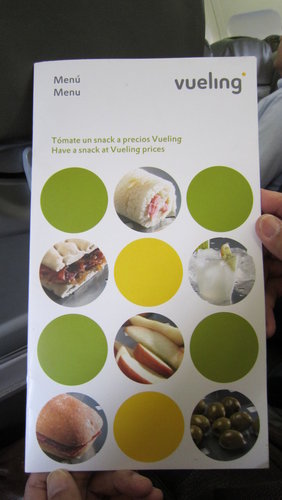 Menú
Menu
vueling
Tómate un snack a precios Vueling
Have a snack at Vueling prices